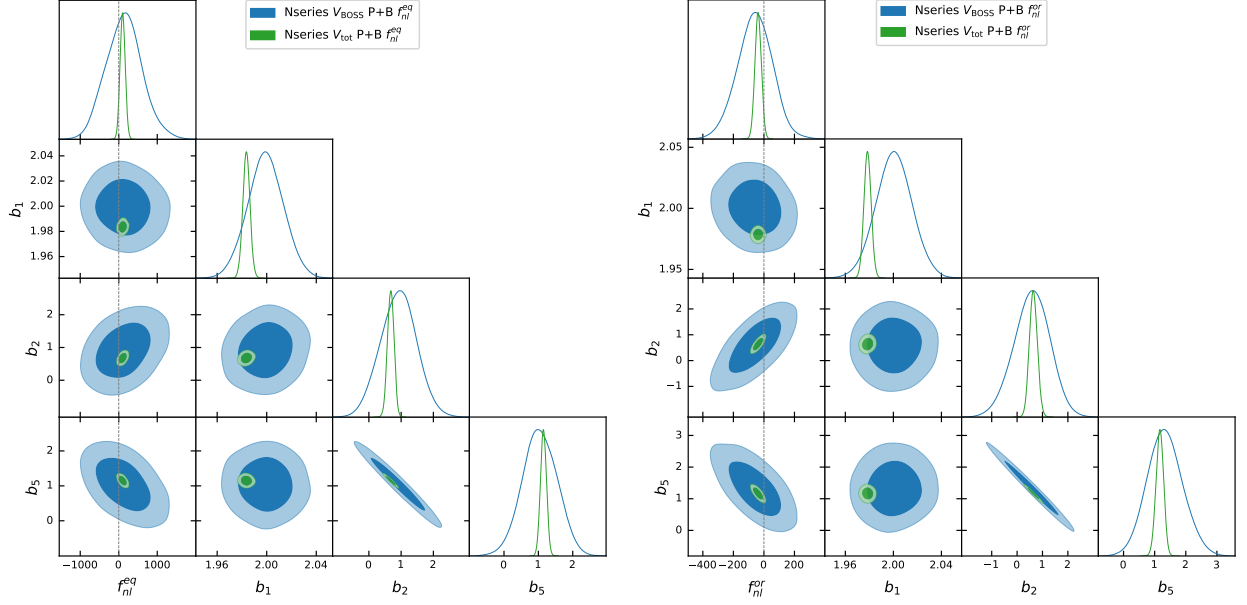 Nseries V_BOSS P+B f_nl^eq
Nseries V_tot P+B f_nl^eq
2.04
2.02
2.00
1.98
1.96
b_1
2
1
0
b_2
2
1
0
b_5
−1000 0 1000
f_nl^eq
1.96 2.00 2.04
b_1
0 1 2
b_2
0 1 2
b_5
Nseries V_BOSS P+B f_nl^or
Nseries V_tot P+B f_nl^or
2.05
2.00
1.95
b_1
2
1
0
−1
b_2
3
2
1
0
b_5
−400 −200 0 200
f_nl^or
1.96 2.00 2.04
b_1
−1 0 1 2
b_2
0 1 2 3
b_5